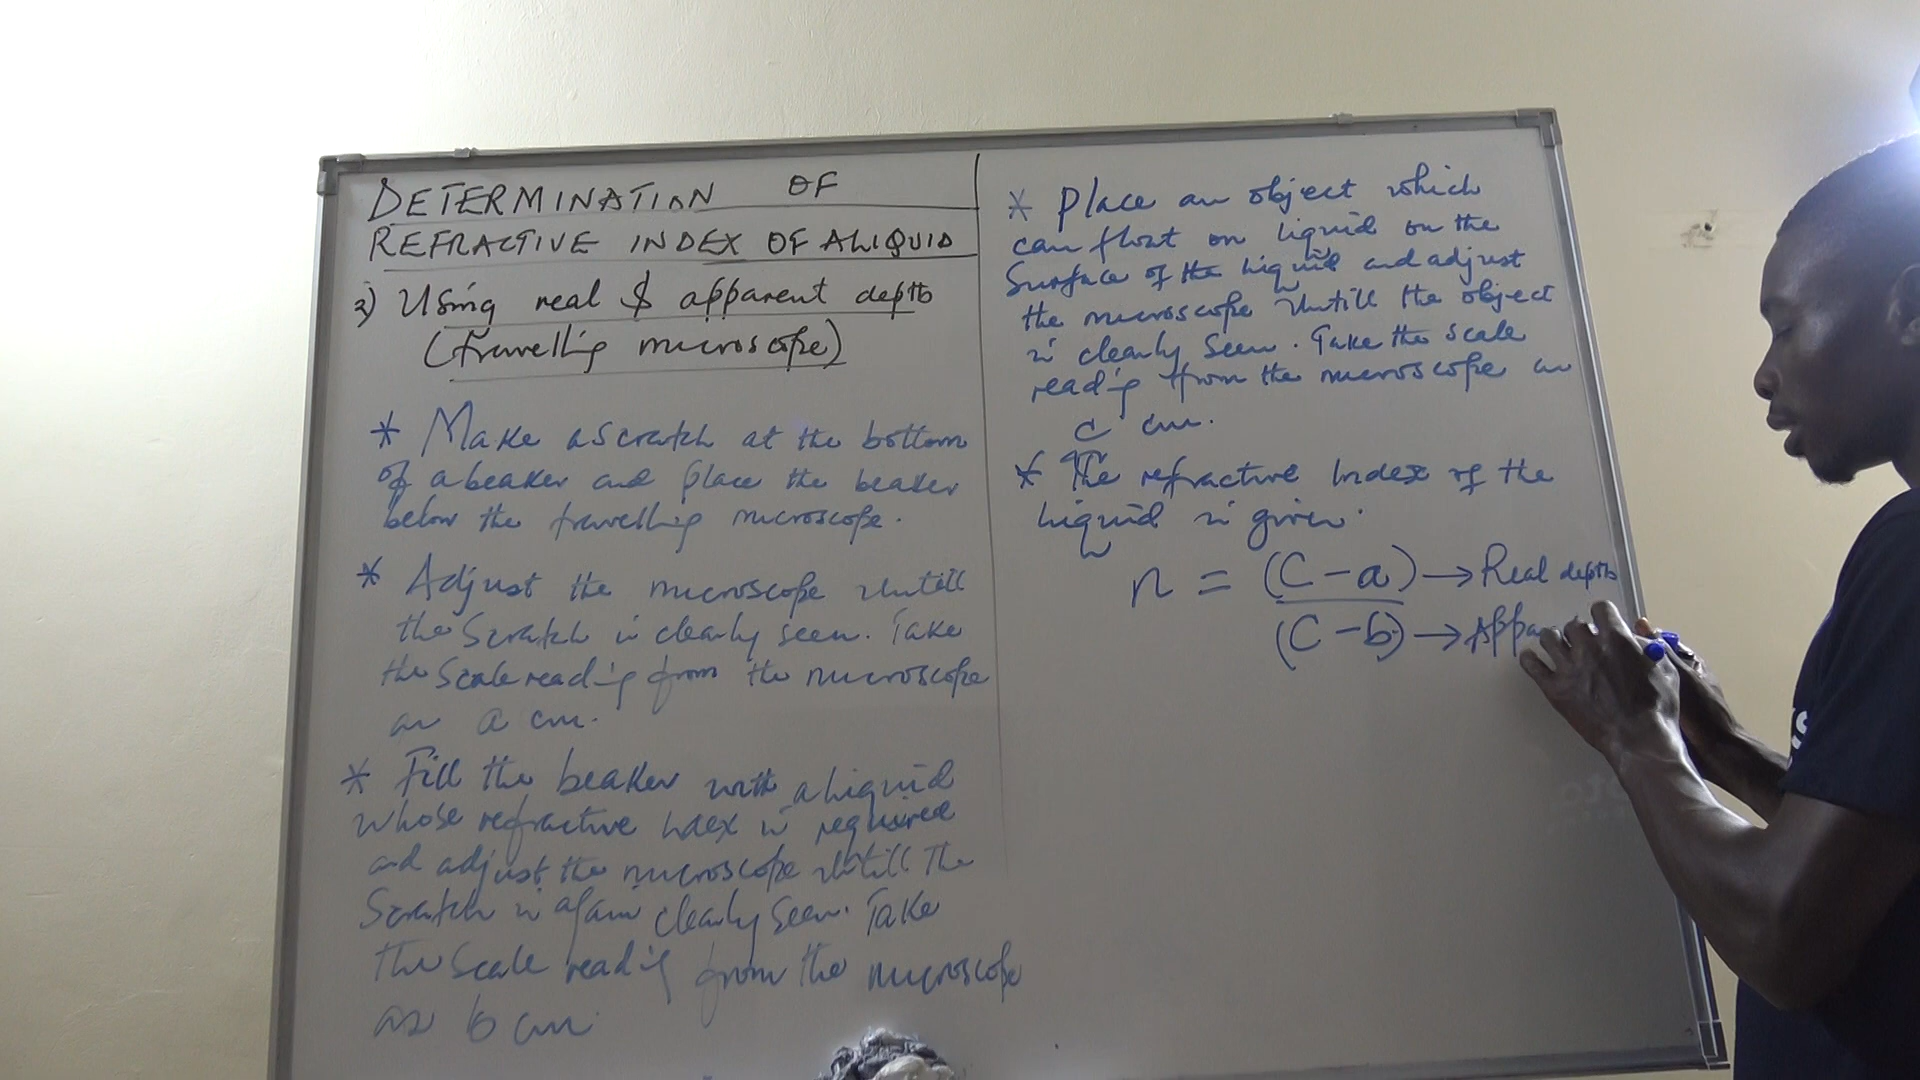 DETERMINATION OF
REFRACTIVE INDEX OF A LIQUID
2) Using real & apparent depth
(travelling microscope)
* Make a scratch at the bottom
of a beaker and place the beaker
below the travelling microscope.
* Adjust the microscope untill
the scratch is clearly seen. Take
the scale reading from the microscope
as a cm.
* Fill the beaker with a liquid
whose refractive index is required
and adjust the microscope untill the
scratch is again clearly seen. Take
the scale reading from the microscope
as b cm.
* Place an object which
can float on liquid on the
surface of the liquid and adjust
the microscope untill the object
is clearly seen. Take the scale
reading from the microscope as
c cm.
* The refractive index of the
liquid is given.
n = (C-a) → Real depth
(C-b) → Appa